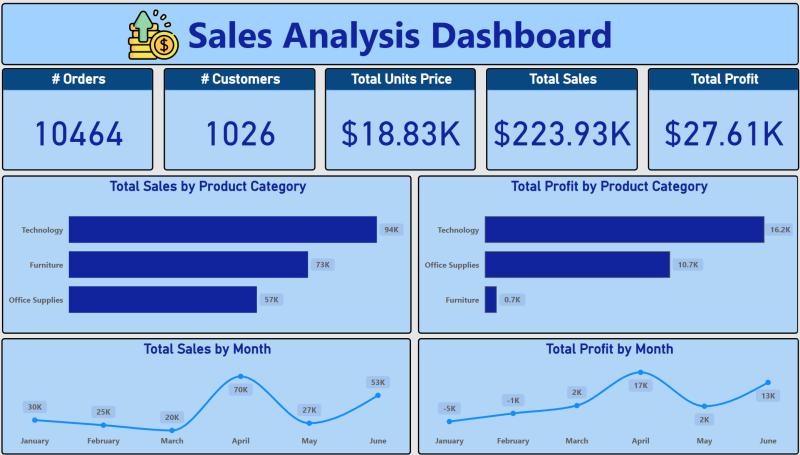 Sales Analysis Dashboard
# Orders
10464
# Customers
1026
Total Units Price
$18.83K
Total Sales
$223.93K
Total Profit
$27.61K
Total Sales by Product Category
Technology 94K
Furniture 73K
Office Supplies 57K
Total Profit by Product Category
Technology 16.2K
Office Supplies 10.7K
Furniture 0.7K
Total Sales by Month
30K 25K 20K 70K 27K 53K
January February March April May June
Total Profit by Month
-5K -1K 2K 17K 2K 13K
January February March April May June